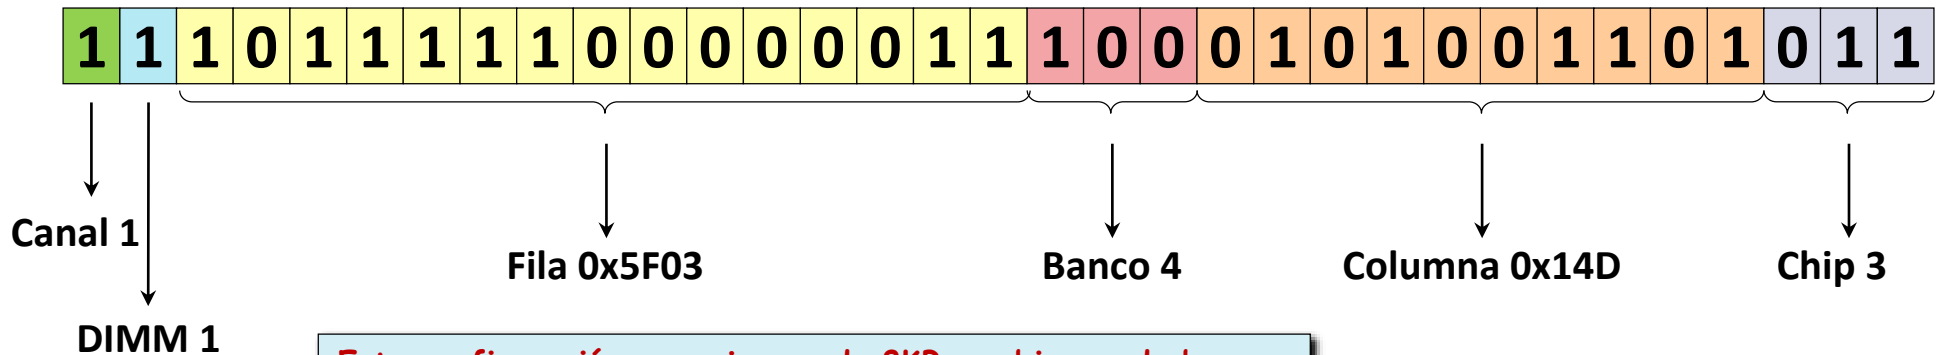 1 1 1 0 1 1 1 1 1 0 0 0 0 0 0 1 1 1 0 0 0 1 0 1 0 0 1 1 0 1 0 1 1
Canal 1
Fila 0x5F03 Banco 4 Columna 0x14D Chip 3
DIMM 1